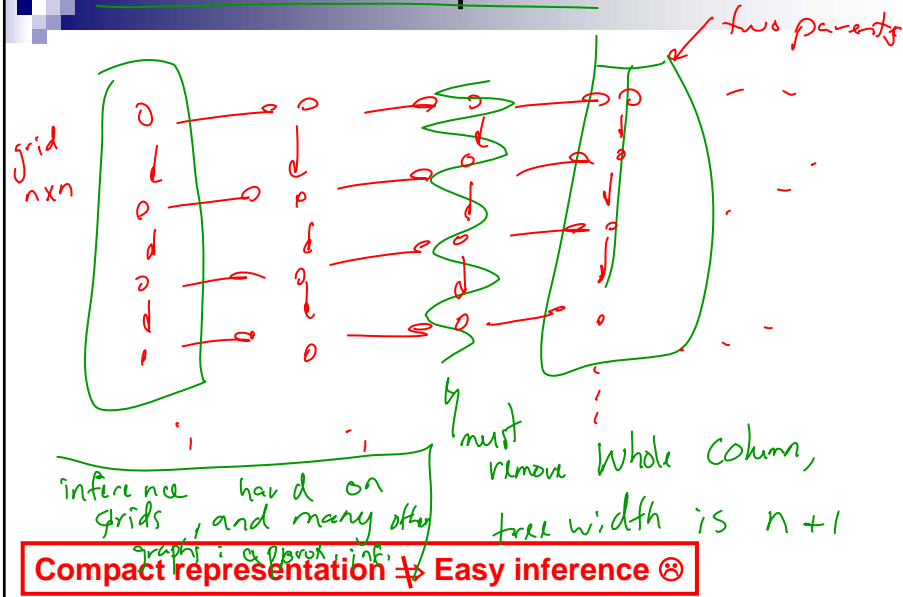 two parents
grid
nxn
must
remove whole column,
tree width is n+1
inference hard on
grids, and many other
graphs : approx. inf.
Compact representation ⇏ Easy inference ☹